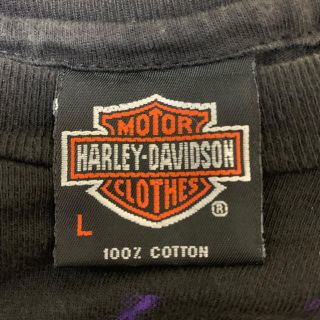 MOTOR
HARLEY-DAVIDSON
CLOTHES
®
L
100% COTTON